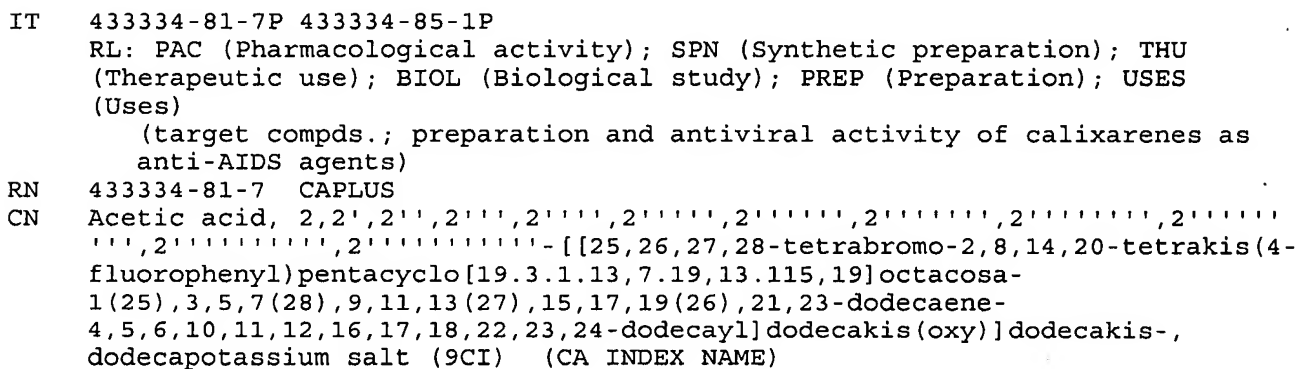 IT 433334-81-7P 433334-85-1P
RL: PAC (Pharmacological activity); SPN (Synthetic preparation); THU
(Therapeutic use); BIOL (Biological study); PREP (Preparation); USES
(Uses)
(target compds.; preparation and antiviral activity of calixarenes as
anti-AIDS agents)
RN 433334-81-7 CAPLUS
CN Acetic acid, 2,2',2'',2''',2'''',2''''',2'''''',2''''''',2'''''''',2''''''
''',2'''''''''',2'''''''''''-[[25,26,27,28-tetrabromo-2,8,14,20-tetrakis(4-
fluorophenyl)pentacyclo[19.3.1.13,7.19,13.115,19]octacosa-
1(25),3,5,7(28),9,11,13(27),15,17,19(26),21,23-dodecaene-
4,5,6,10,11,12,16,17,18,22,23,24-dodecayl]dodecakis(oxy)]dodecakis-,
dodecapotassium salt (9CI) (CA INDEX NAME)